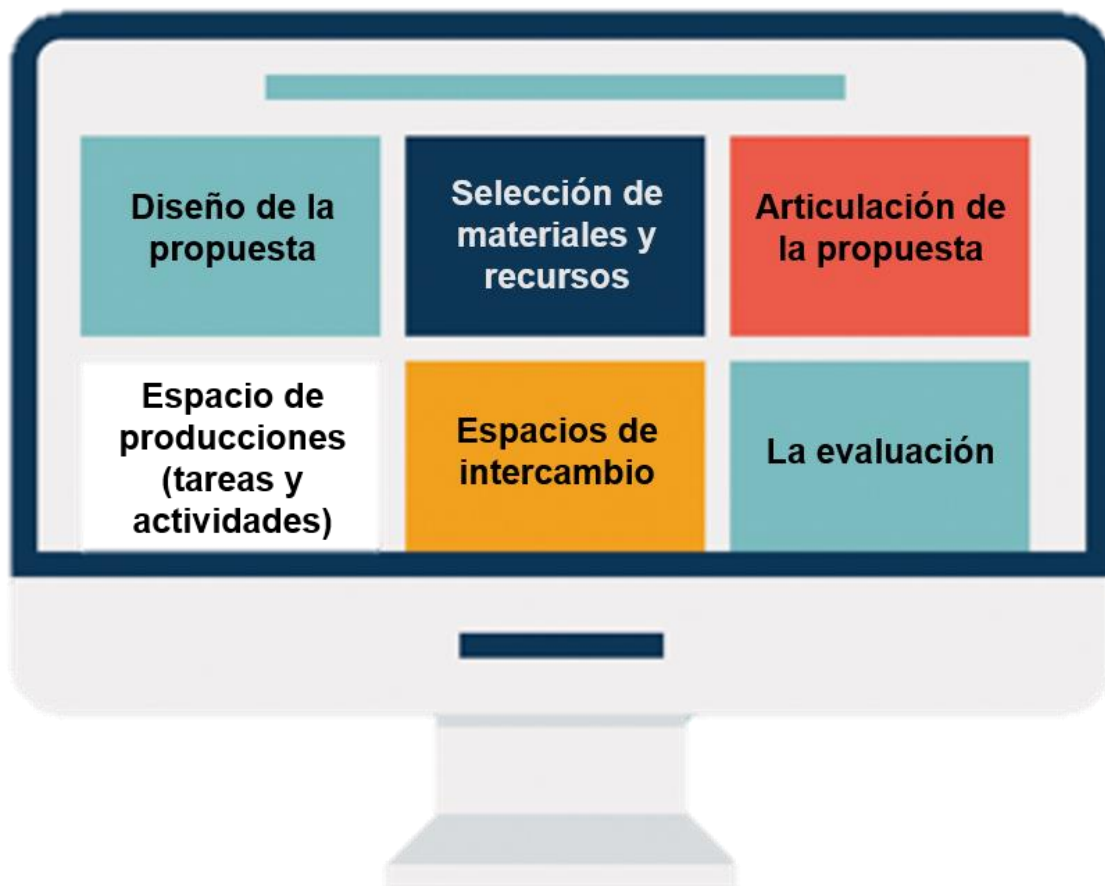 Diseño de la
propuesta
Selección de
materiales y
recursos
Articulación de
la propuesta
Espacio de
producciones
(tareas y
actividades)
Espacios de
intercambio
La evaluación